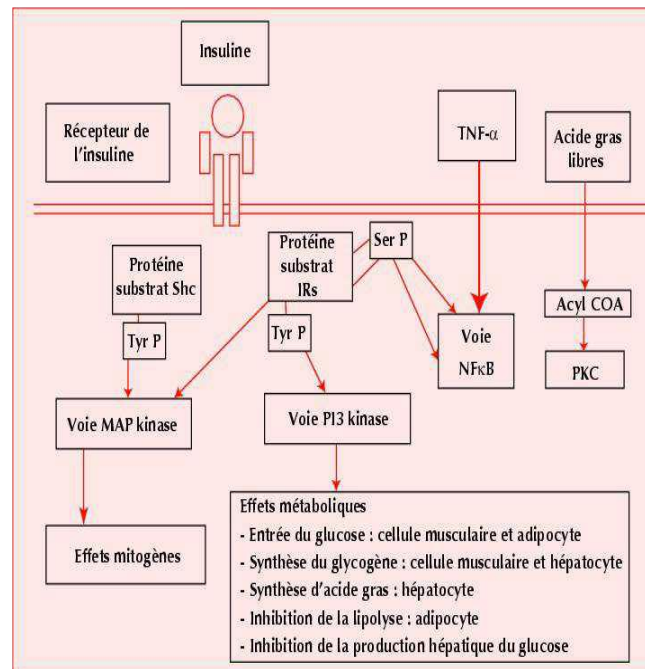 Insuline
Récepteur de
l'insuline
TNF-α
Acide gras
libres
Protéine
substrat Shc
Protéine
substrat
IRs
Ser P
Tyr P
Tyr P
Voie
NFκB
Acyl COA
PKC
Voie MAP kinase
Voie PI3 kinase
Effets mitogènes
Effets métaboliques
- Entrée du glucose : cellule musculaire et adipocyte
- Synthèse du glycogène : cellule musculaire et hépatocyte
- Synthèse d'acide gras : hépatocyte
- Inhibition de la lipolyse : adipocyte
- Inhibition de la production hépatique du glucose